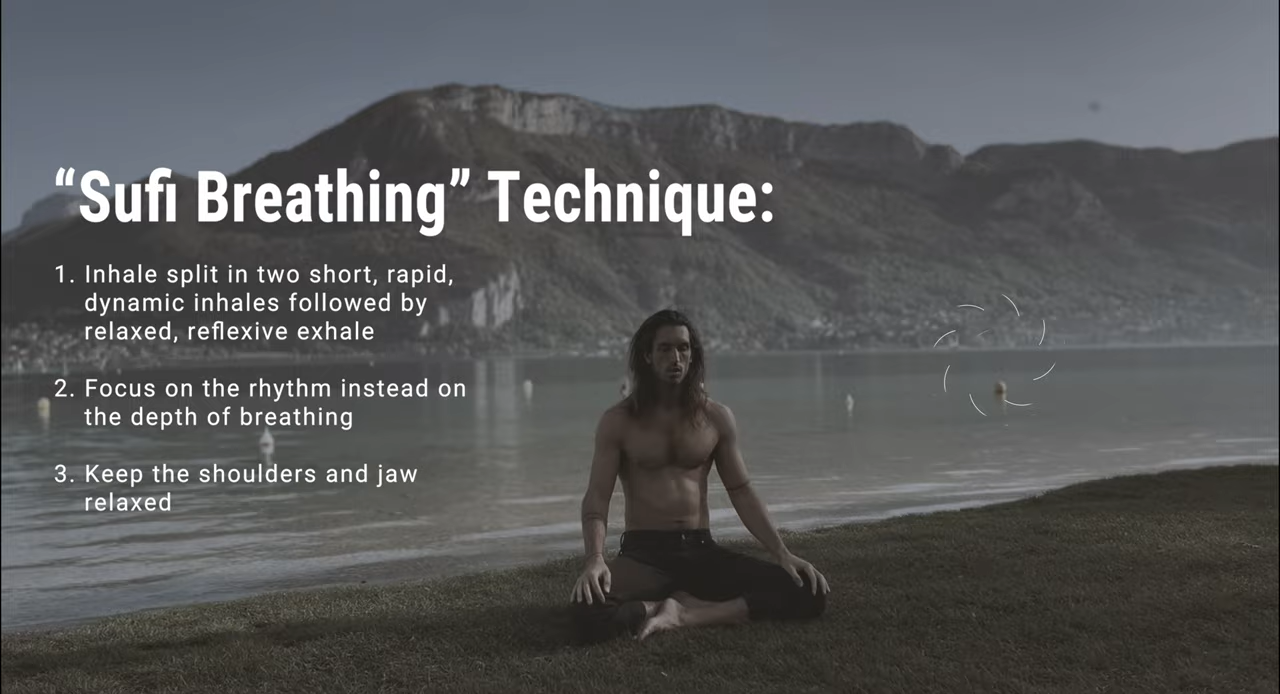 “Sufi Breathing” Technique:
1. Inhale split in two short, rapid,
dynamic inhales followed by
relaxed, reflexive exhale
2. Focus on the rhythm instead on
the depth of breathing
3. Keep the shoulders and jaw
relaxed